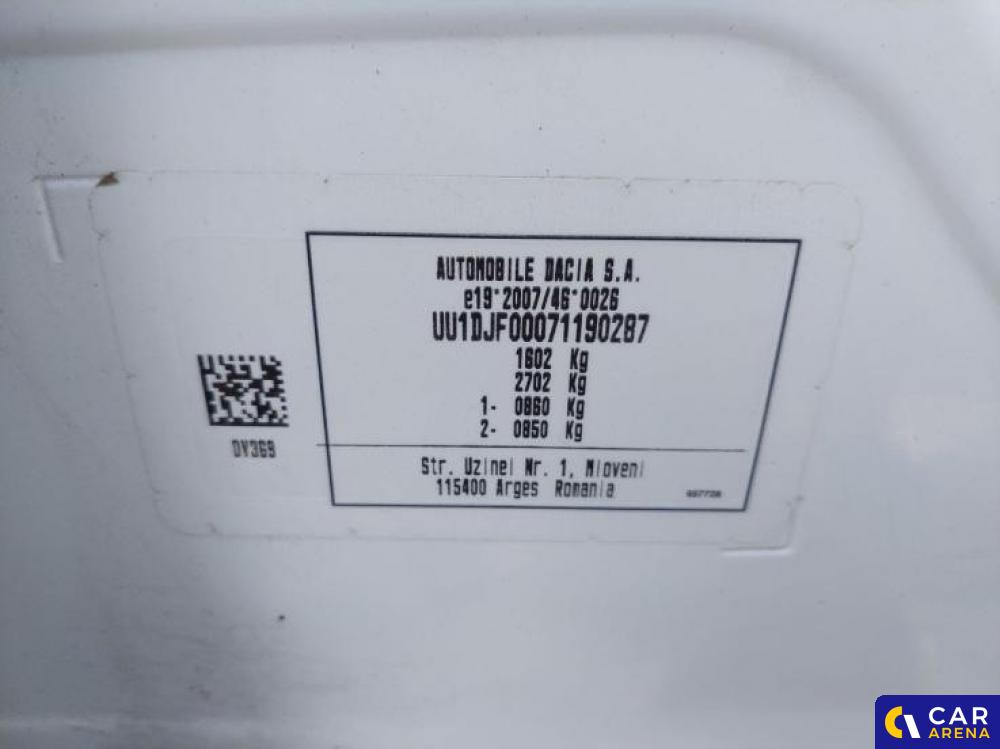 AUTOMOBILE DACIA S.A.
e19*2007/46*0026
UU1DJF00071190287
1602 Kg
2702 Kg
1- 0860 Kg
2- 0850 Kg
DV369
Str. Uzinei Nr. 1, Mioveni
115400 Arges Romania
CAR
ARENA